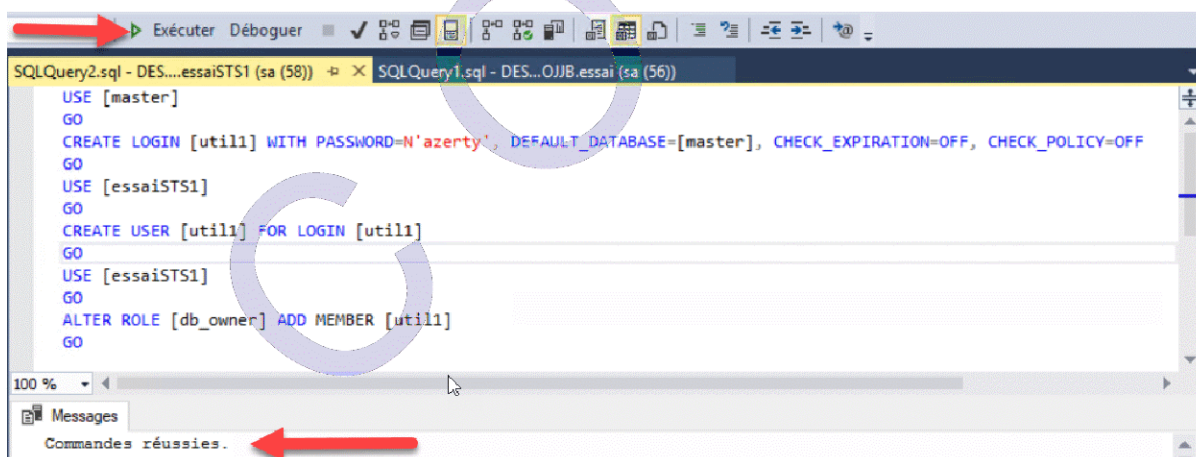 Exécuter Déboguer
SQLQuery2.sql - DES....essaiSTS1 (sa (58)) SQLQuery1.sql - DES...OJJB.essai (sa (56))
USE [master]
GO
CREATE LOGIN [util1] WITH PASSWORD=N'azerty', DEFAULT_DATABASE=[master], CHECK_EXPIRATION=OFF, CHECK_POLICY=OFF
GO
USE [essaiSTS1]
GO
CREATE USER [util1] FOR LOGIN [util1]
GO
USE [essaiSTS1]
GO
ALTER ROLE [db_owner] ADD MEMBER [util1]
GO
100 %
Messages
Commandes réussies.